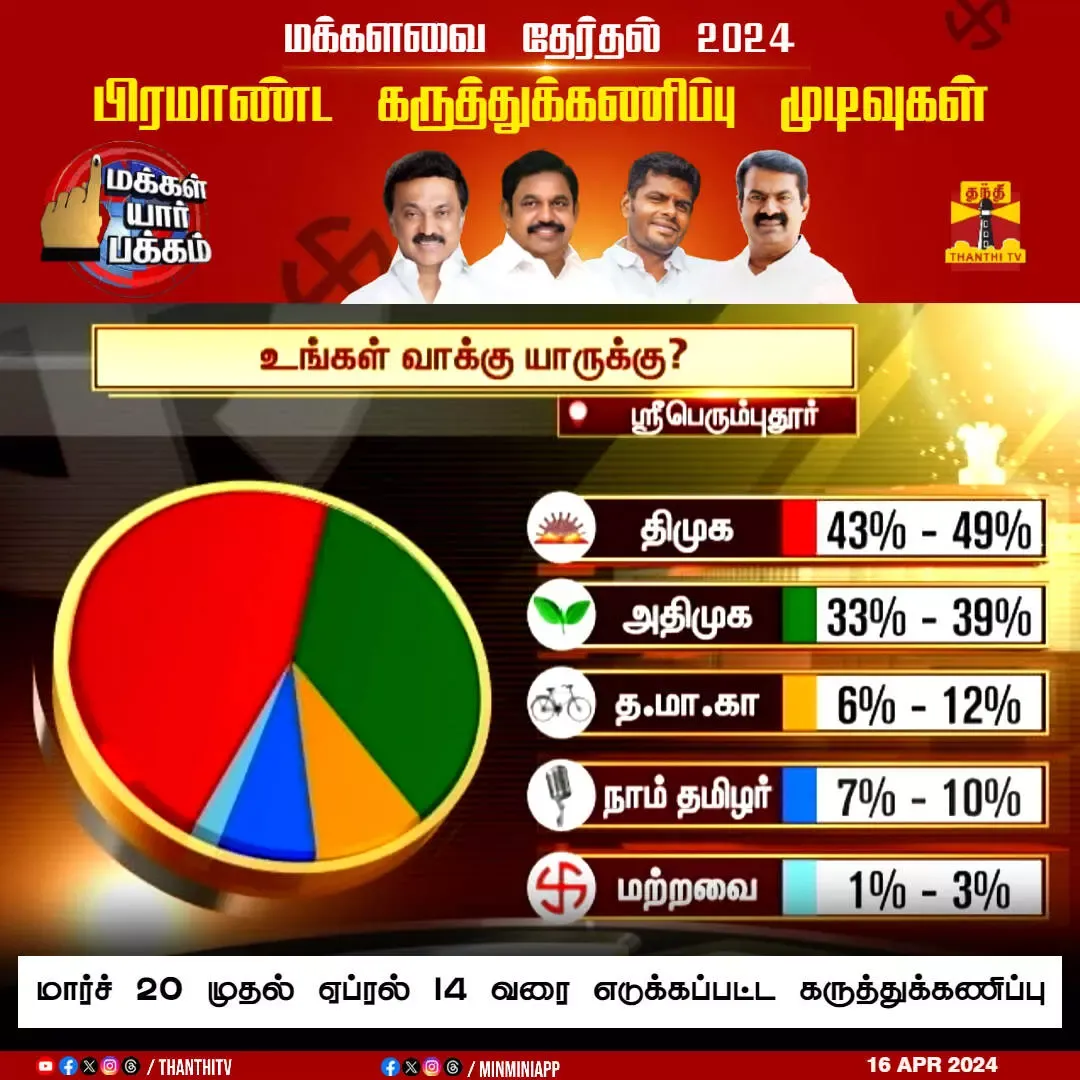 மக்களவை தேர்தல் 2024
பிரமாண்ட கருத்துக்கணிப்பு முடிவுகள்
மக்கள்
யார்
பக்கம்
தந்தி
THANTHI TV
உங்கள் வாக்கு யாருக்கு?
ஸ்ரீபெரும்புதூர்
திமுக 43% - 49%
அதிமுக 33% - 39%
த.மா.கா 6% - 12%
நாம் தமிழர் 7% - 10%
மற்றவை 1% - 3%
மார்ச் 20 முதல் ஏப்ரல் 14 வரை எடுக்கப்பட்ட கருத்துக்கணிப்பு
/ THANTHITV / MINMINIAPP 16 APR 2024